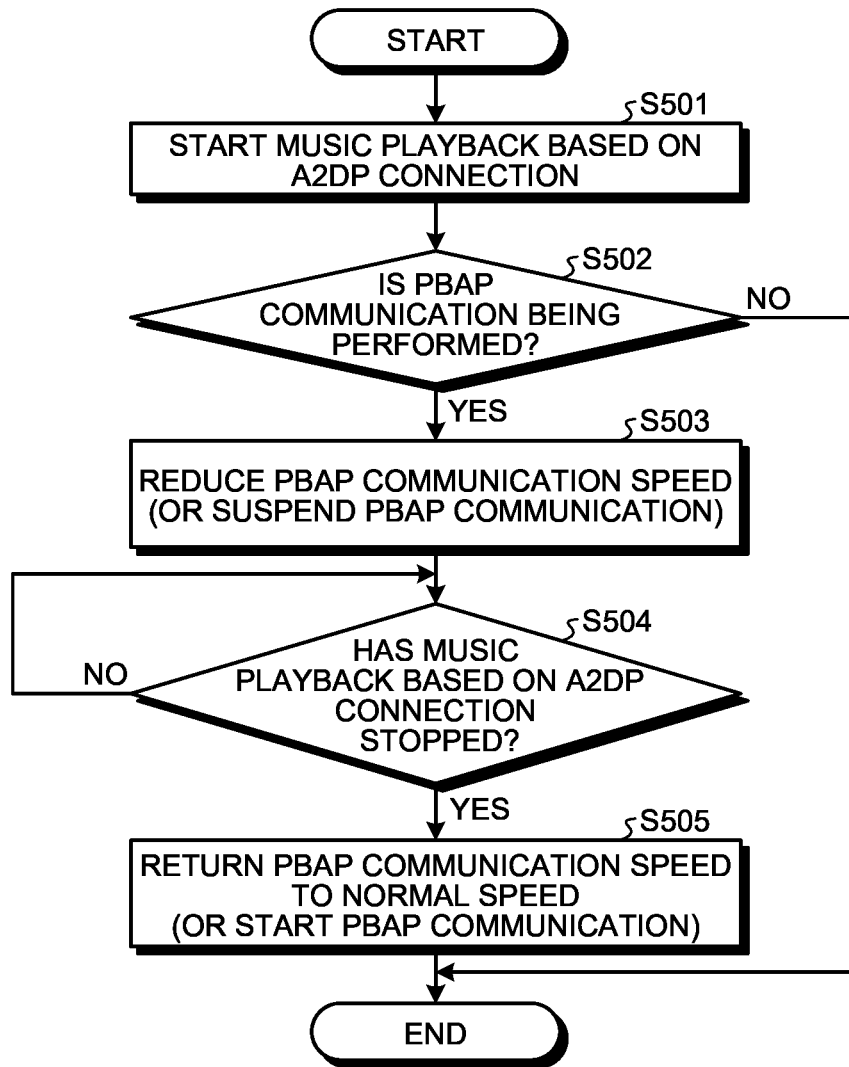 START
S501
START MUSIC PLAYBACK BASED ON
A2DP CONNECTION
S502
IS PBAP
COMMUNICATION BEING
PERFORMED?
NO
YES
S503
REDUCE PBAP COMMUNICATION SPEED
(OR SUSPEND PBAP COMMUNICATION)
S504
HAS MUSIC
PLAYBACK BASED ON A2DP
CONNECTION
STOPPED?
NO
YES
S505
RETURN PBAP COMMUNICATION SPEED
TO NORMAL SPEED
(OR START PBAP COMMUNICATION)
END